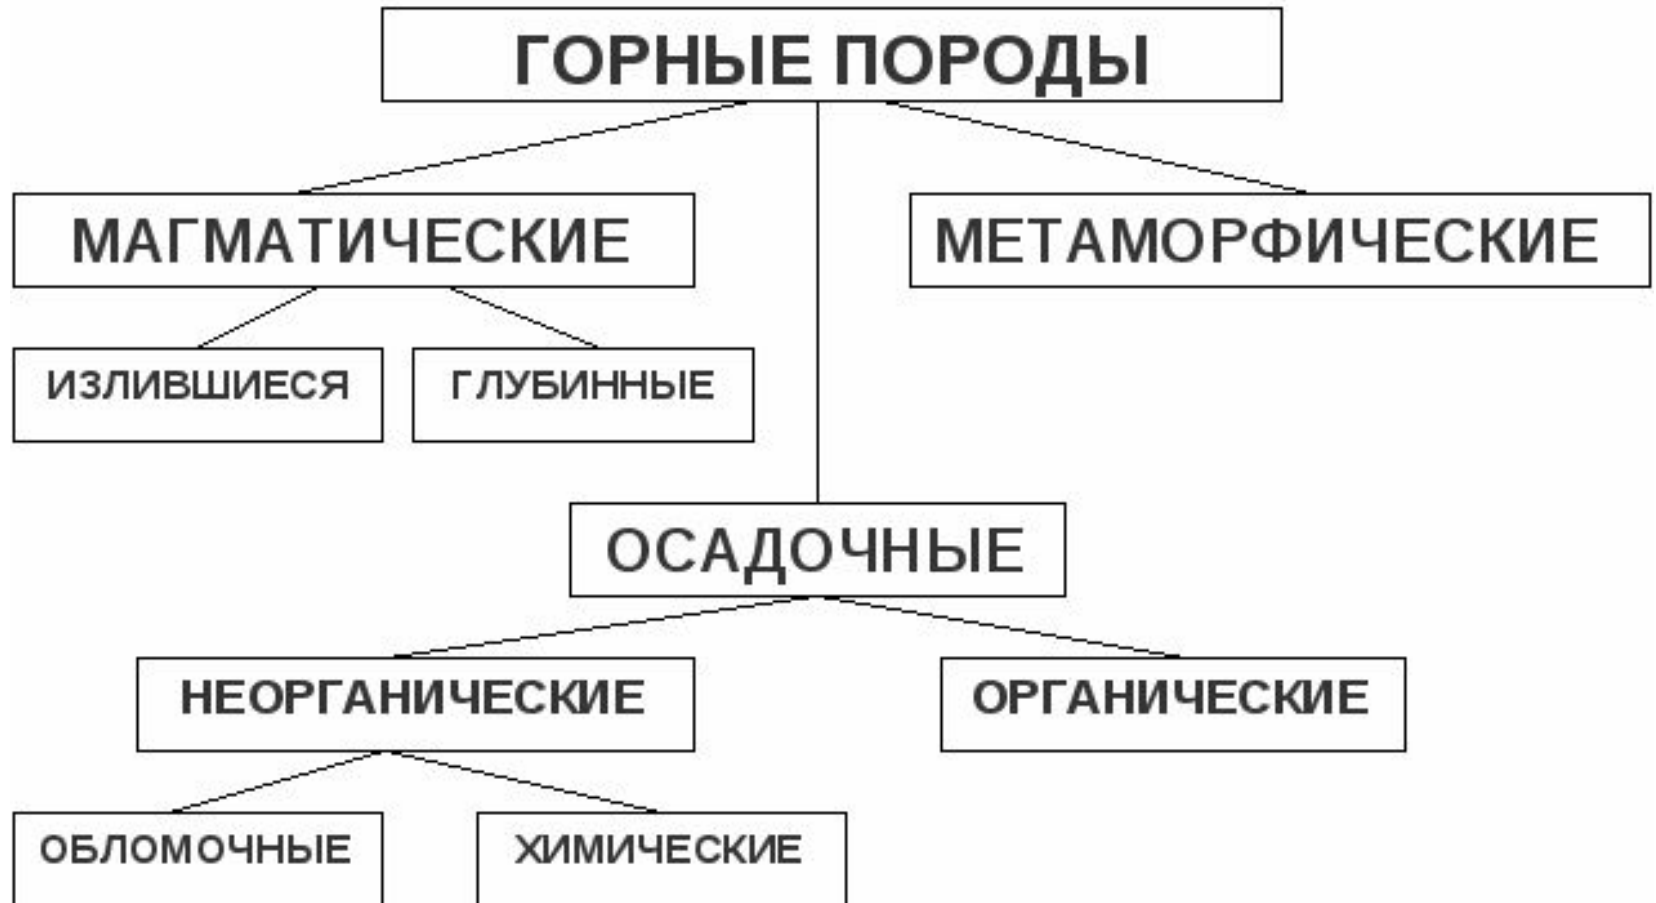 ГОРНЫЕ ПОРОДЫ
МАГМАТИЧЕСКИЕ
МЕТАМОРФИЧЕСКИЕ
ИЗЛИВШИЕСЯ
ГЛУБИННЫЕ
ОСАДОЧНЫЕ
НЕОРГАНИЧЕСКИЕ
ОРГАНИЧЕСКИЕ
ОБЛОМОЧНЫЕ
ХИМИЧЕСКИЕ